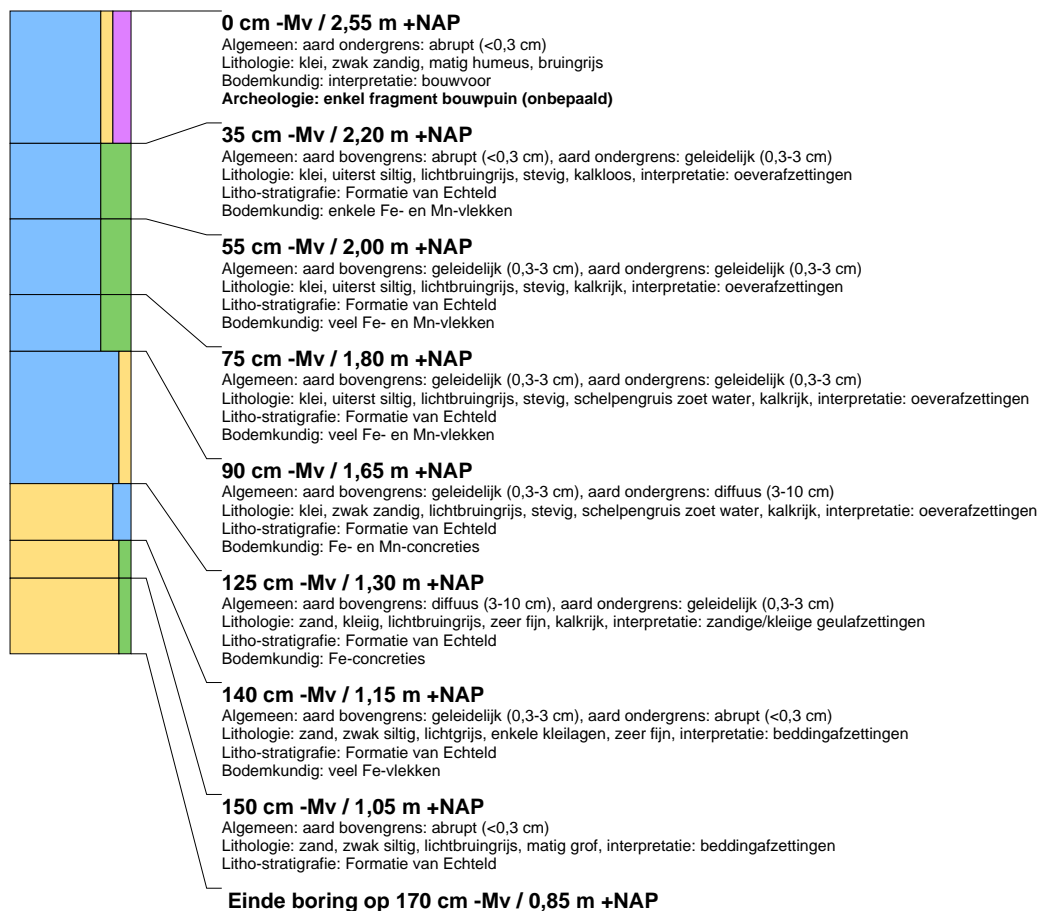 0 cm -Mv / 2,55 m +NAP
Algemeen: aard ondergrens: abrupt (<0,3 cm)
Lithologie: klei, zwak zandig, matig humeus, bruingrijs
Bodemkundig: interpretatie: bouwvoor
Archeologie: enkel fragment bouwpuin (onbepaald)
35 cm -Mv / 2,20 m +NAP
Algemeen: aard bovengrens: abrupt (<0,3 cm), aard ondergrens: geleidelijk (0,3-3 cm)
Lithologie: klei, uiterst siltig, lichtbruingrijs, stevig, kalkloos, interpretatie: oeverafzettingen
Litho-stratigrafie: Formatie van Echteld
Bodemkundig: enkele Fe- en Mn-vlekken
55 cm -Mv / 2,00 m +NAP
Algemeen: aard bovengrens: geleidelijk (0,3-3 cm), aard ondergrens: geleidelijk (0,3-3 cm)
Lithologie: klei, uiterst siltig, lichtbruingrijs, stevig, kalkrijk, interpretatie: oeverafzettingen
Litho-stratigrafie: Formatie van Echteld
Bodemkundig: veel Fe- en Mn-vlekken
75 cm -Mv / 1,80 m +NAP
Algemeen: aard bovengrens: geleidelijk (0,3-3 cm), aard ondergrens: geleidelijk (0,3-3 cm)
Lithologie: klei, uiterst siltig, lichtbruingrijs, stevig, schelpengruis zoet water, kalkrijk, interpretatie: oeverafzettingen
Litho-stratigrafie: Formatie van Echteld
Bodemkundig: veel Fe- en Mn-vlekken
90 cm -Mv / 1,65 m +NAP
Algemeen: aard bovengrens: geleidelijk (0,3-3 cm), aard ondergrens: diffuus (3-10 cm)
Lithologie: klei, zwak zandig, lichtbruingrijs, stevig, schelpengruis zoet water, kalkrijk, interpretatie: oeverafzettingen
Litho-stratigrafie: Formatie van Echteld
Bodemkundig: Fe- en Mn-concreties
125 cm -Mv / 1,30 m +NAP
Algemeen: aard bovengrens: diffuus (3-10 cm), aard ondergrens: geleidelijk (0,3-3 cm)
Lithologie: zand, kleiig, lichtbruingrijs, zeer fijn, kalkrijk, interpretatie: zandige/kleiige geulafzettingen
Litho-stratigrafie: Formatie van Echteld
Bodemkundig: Fe-concreties
140 cm -Mv / 1,15 m +NAP
Algemeen: aard bovengrens: geleidelijk (0,3-3 cm), aard ondergrens: abrupt (<0,3 cm)
Lithologie: zand, zwak siltig, lichtgrijs, enkele kleilagen, zeer fijn, interpretatie: beddingafzettingen
Litho-stratigrafie: Formatie van Echteld
Bodemkundig: veel Fe-vlekken
150 cm -Mv / 1,05 m +NAP
Algemeen: aard bovengrens: abrupt (<0,3 cm)
Lithologie: zand, zwak siltig, lichtbruingrijs, matig grof, interpretatie: beddingafzettingen
Litho-stratigrafie: Formatie van Echteld
Einde boring op 170 cm -Mv / 0,85 m +NAP